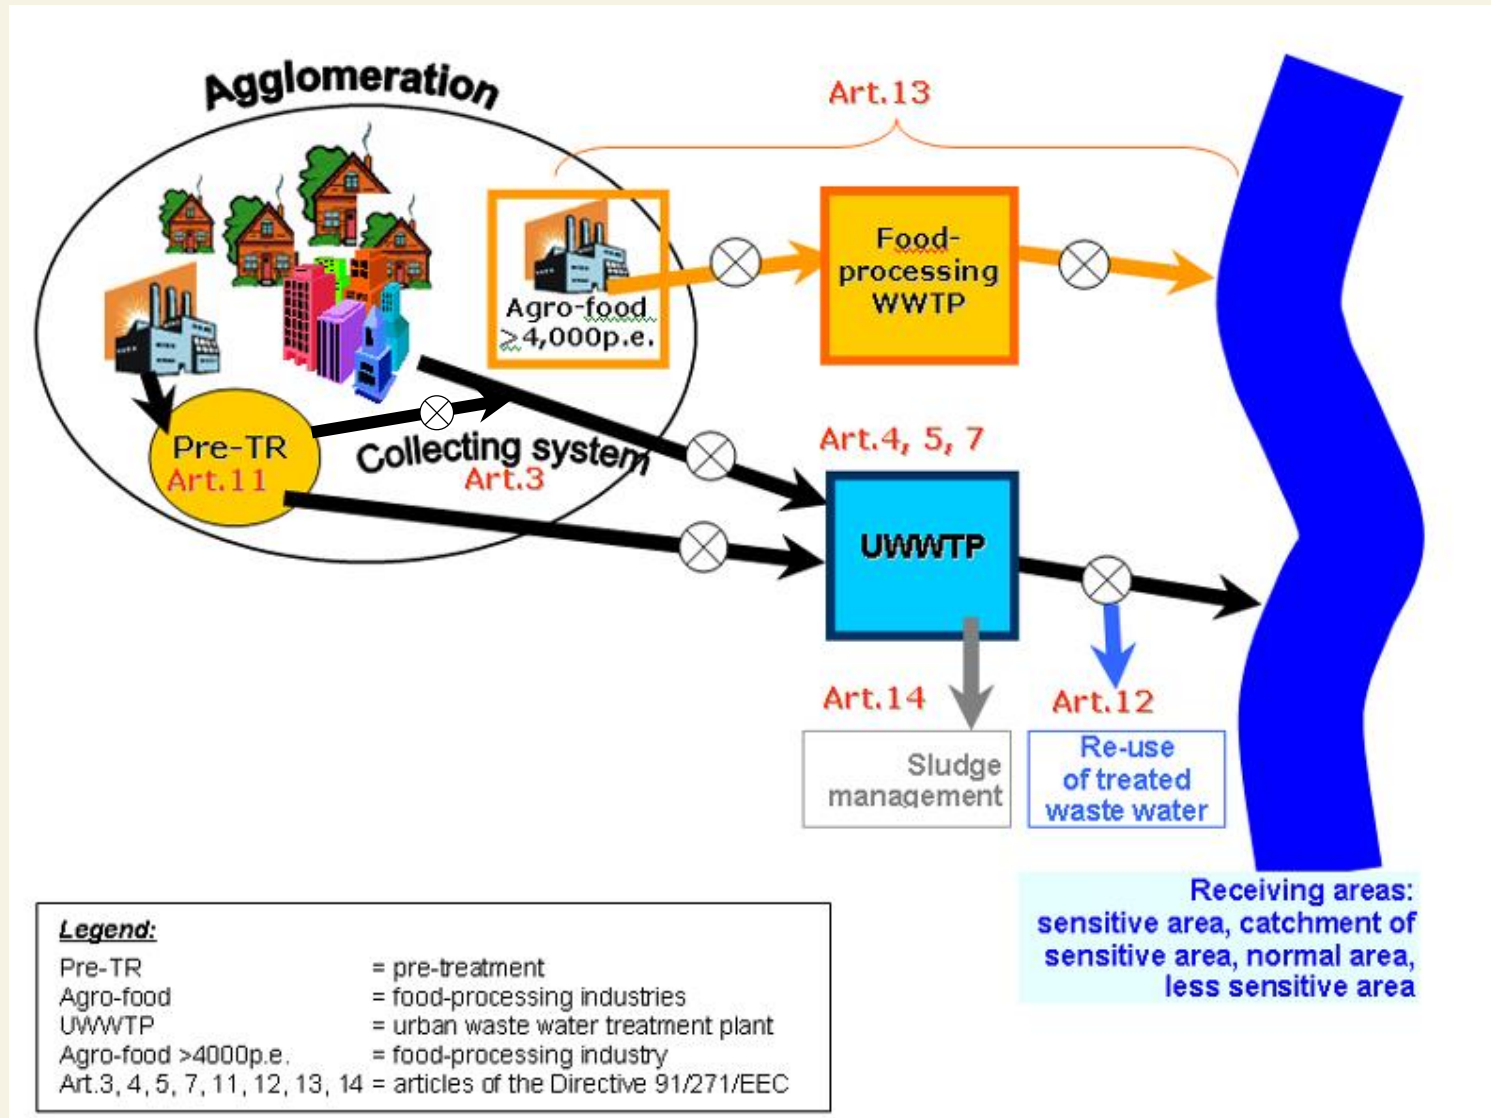 Agglomeration
Art.13
Agro-food
≥4,000p.e.
Food-
processing
WWTP
Pre-TR
Art.11
Collecting system
Art.3
Art.4, 5, 7
UWWTP
Art.14
Sludge
management
Art.12
Re-use
of treated
waste water
Receiving areas:
sensitive area, catchment of
sensitive area, normal area,
less sensitive area
Legend:
Pre-TR = pre-treatment
Agro-food = food-processing industries
UWWTP = urban waste water treatment plant
Agro-food >4000p.e. = food-processing industry
Art.3, 4, 5, 7, 11, 12, 13, 14 = articles of the Directive 91/271/EEC